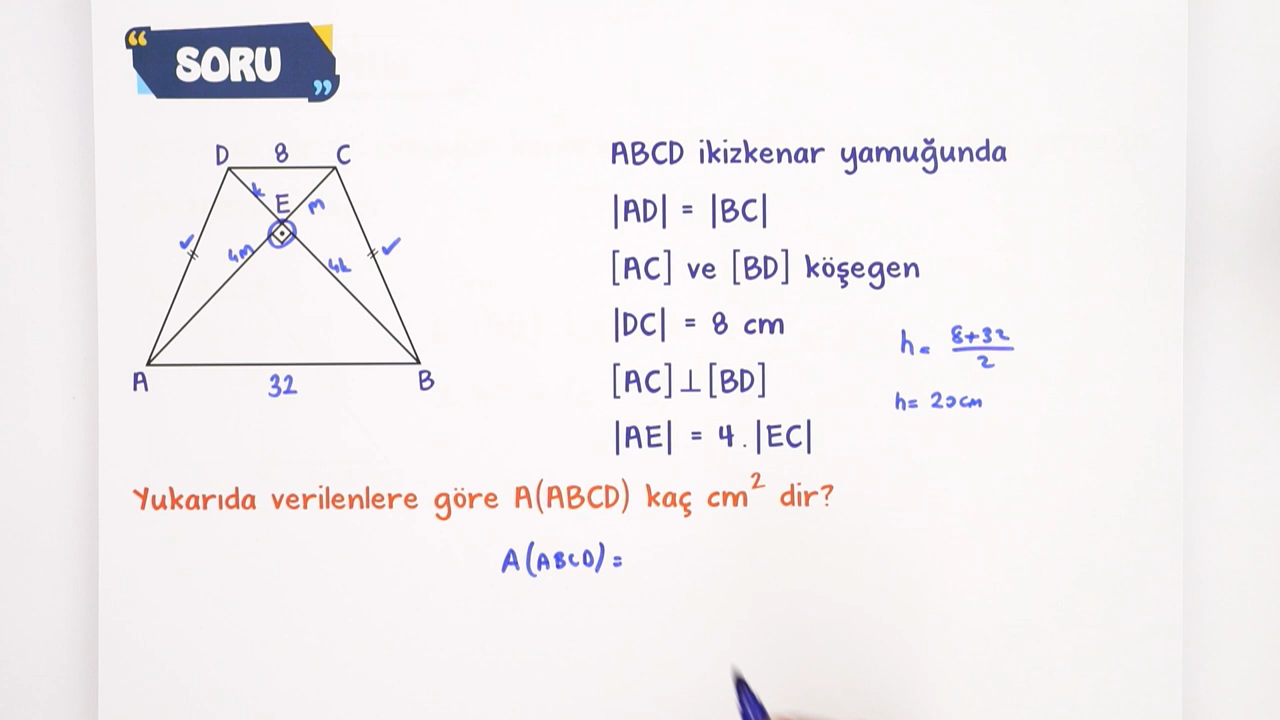 “ SORU ”
D 8 C
k E m
4m 4k
A 32 B
ABCD ikizkenar yamuğunda
|AD| = |BC|
[AC] ve [BD] köşegen
|DC| = 8 cm
[AC]⊥[BD]
|AE| = 4.|EC|
h = 8+32 / 2
h = 20cm
Yukarıda verilenlere göre A(ABCD) kaç cm² dir?
A(ABCD) =